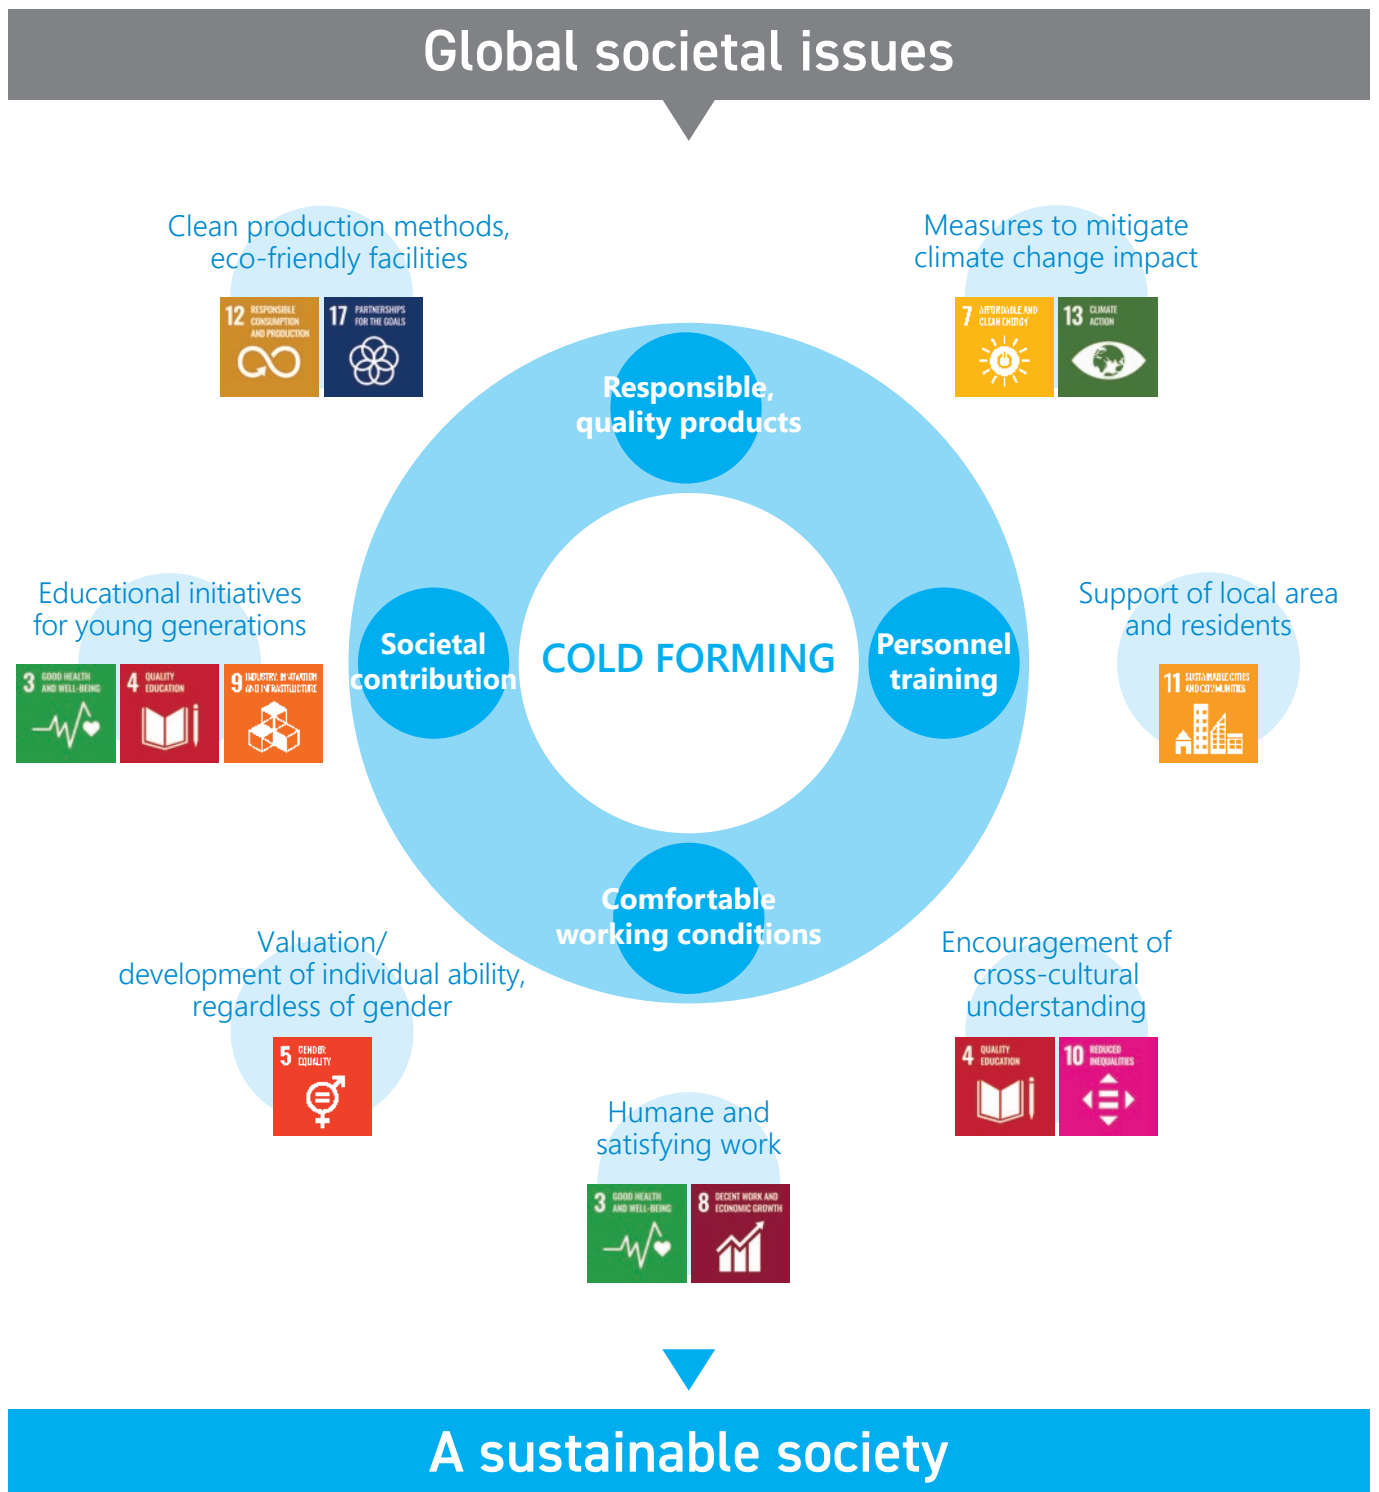 Global societal issues
Clean production methods,
eco-friendly facilities
12 RESPONSIBLE
CONSUMPTION
AND PRODUCTION
17 PARTNERSHIPS
FOR THE GOALS
Measures to mitigate
climate change impact
7 AFFORDABLE AND
CLEAN ENERGY
13 CLIMATE
ACTION
Responsible,
quality products
Educational initiatives
for young generations
3 GOOD HEALTH
AND WELL-BEING
4 QUALITY
EDUCATION
9 INDUSTRY, INNOVATION
AND INFRASTRUCTURE
Societal
contribution
COLD FORMING
Personnel
training
Support of local area
and residents
11 SUSTAINABLE CITIES
AND COMMUNITIES
Comfortable
working conditions
Valuation/
development of individual ability,
regardless of gender
5 GENDER
EQUALITY
Encouragement of
cross-cultural
understanding
4 QUALITY
EDUCATION
10 REDUCED
INEQUALITIES
Humane and
satisfying work
3 GOOD HEALTH
AND WELL-BEING
8 DECENT WORK AND
ECONOMIC GROWTH
A sustainable society